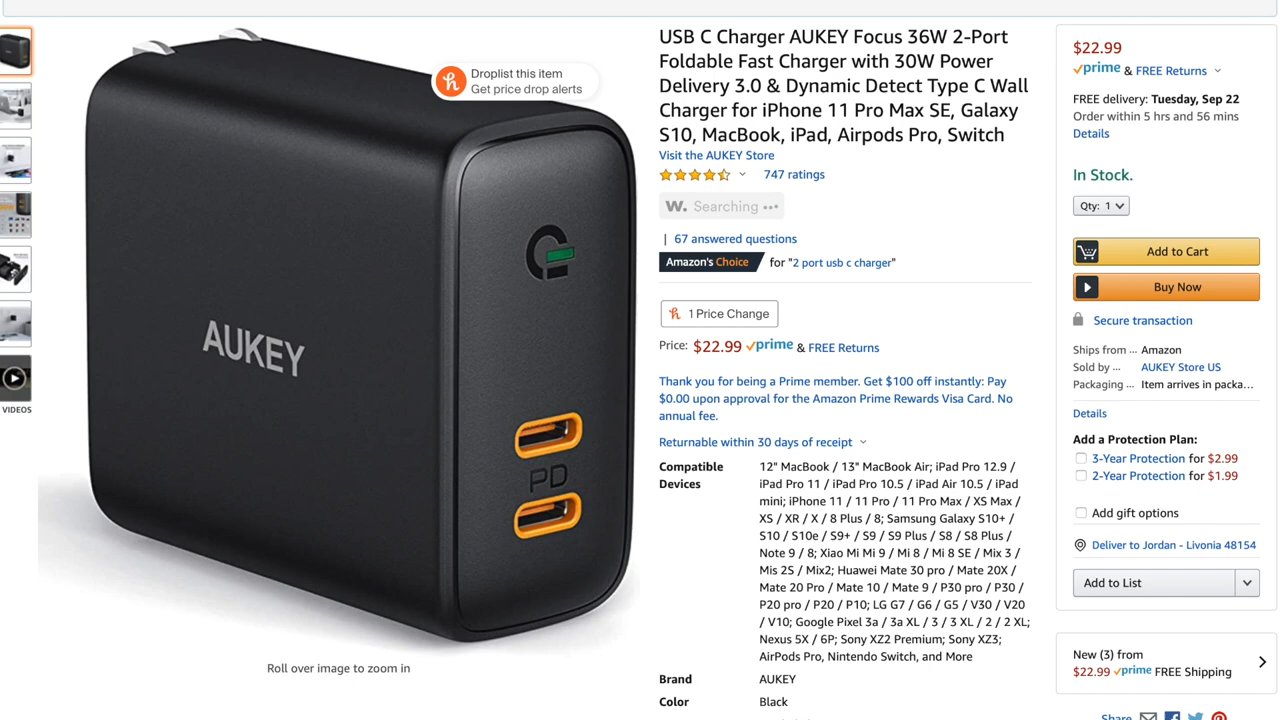 Droplist this item
Get price drop alerts
AUKEY
PD
VIDEOS
Roll over image to zoom in
USB C Charger AUKEY Focus 36W 2-Port
Foldable Fast Charger with 30W Power
Delivery 3.0 & Dynamic Detect Type C Wall
Charger for iPhone 11 Pro Max SE, Galaxy
S10, MacBook, iPad, Airpods Pro, Switch
Visit the AUKEY Store
747 ratings
W. Searching •••
| 67 answered questions
Amazon's Choice for "2 port usb c charger"
1 Price Change
Price: $22.99 prime & FREE Returns
Thank you for being a Prime member. Get $100 off instantly: Pay
$0.00 upon approval for the Amazon Prime Rewards Visa Card. No
annual fee.
Returnable within 30 days of receipt
Compatible
Devices
12" MacBook / 13" MacBook Air; iPad Pro 12.9 /
iPad Pro 11 / iPad Pro 10.5 / iPad Air 10.5 / iPad
mini; iPhone 11 / 11 Pro / 11 Pro Max / XS Max /
XS / XR / X / 8 Plus / 8; Samsung Galaxy S10+ /
S10 / S10e / S9+ / S9 / S9 Plus / S8 / S8 Plus /
Note 9 / 8; Xiao Mi Mi 9 / Mi 8 / Mi 8 SE / Mix 3 /
Mis 2S / Mix2; Huawei Mate 30 pro / Mate 20X /
Mate 20 Pro / Mate 10 / Mate 9 / P30 pro / P30 /
P20 pro / P20 / P10; LG G7 / G6 / G5 / V30 / V20
/ V10; Google Pixel 3a / 3a XL / 3 / 3 XL / 2 / 2 XL;
Nexus 5X / 6P; Sony XZ2 Premium; Sony XZ3;
AirPods Pro, Nintendo Switch, and More
Brand AUKEY
Color Black
$22.99
prime & FREE Returns
FREE delivery: Tuesday, Sep 22
Order within 5 hrs and 56 mins
Details
In Stock.
Qty: 1
Add to Cart
Buy Now
Secure transaction
Ships from ... Amazon
Sold by ... AUKEY Store US
Packaging ... Item arrives in packa...
Details
Add a Protection Plan:
3-Year Protection for $2.99
2-Year Protection for $1.99
Add gift options
Deliver to Jordan - Livonia 48154
Add to List
New (3) from
$22.99 prime FREE Shipping
Share